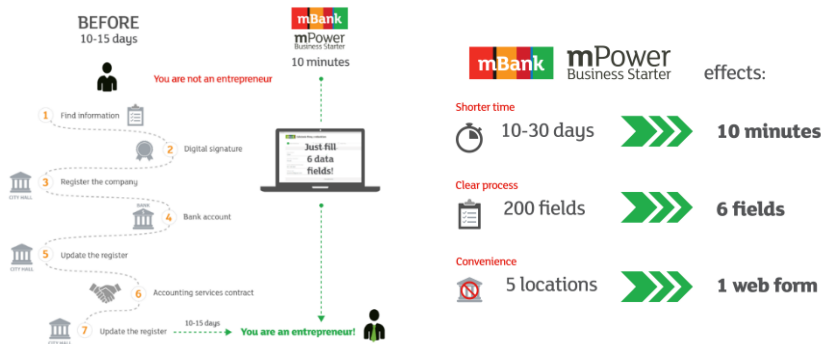 BEFORE
10-15 days
You are not an entrepreneur
1
Find information
2
Digital signature
3
Register the company
CITY HALL
BANK
4
Bank account
5
Update the register
CITY HALL
6
Accounting services contract
7
Update the register
CITY HALL
10-15 days
You are an entrepreneur!
mBank
mPower
Business Starter
10 minutes
Just fill
6 data
fields!
mBank
mPower
Business Starter
effects:
Shorter time
10-30 days
10 minutes
Clear process
200 fields
6 fields
Convenience
5 locations
1 web form